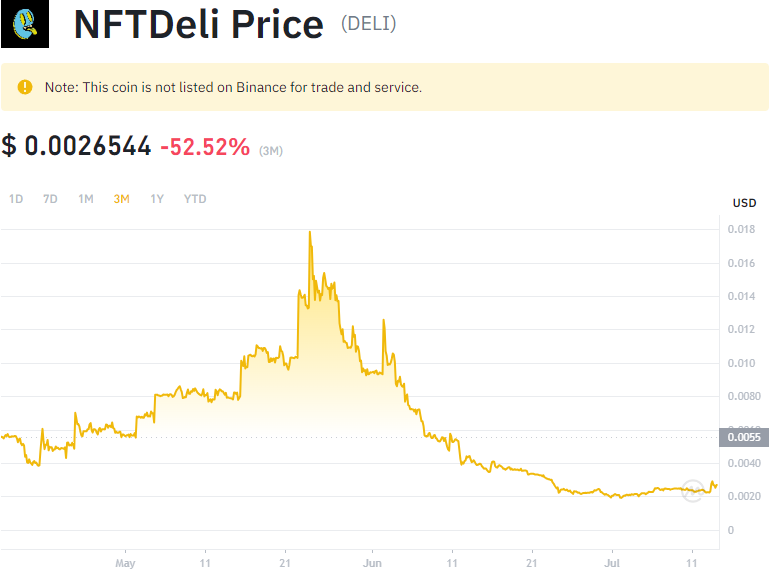 NFTDeli Price (DELI)
Note: This coin is not listed on Binance for trade and service.
$ 0.0026544 -52.52% (3M)
1D 7D 1M 3M 1Y YTD
USD
0.018
0.016
0.014
0.012
0.010
0.0080
0.0055
0.0040
0.0020
0
May 11 21 Jun 11 21 Jul 11